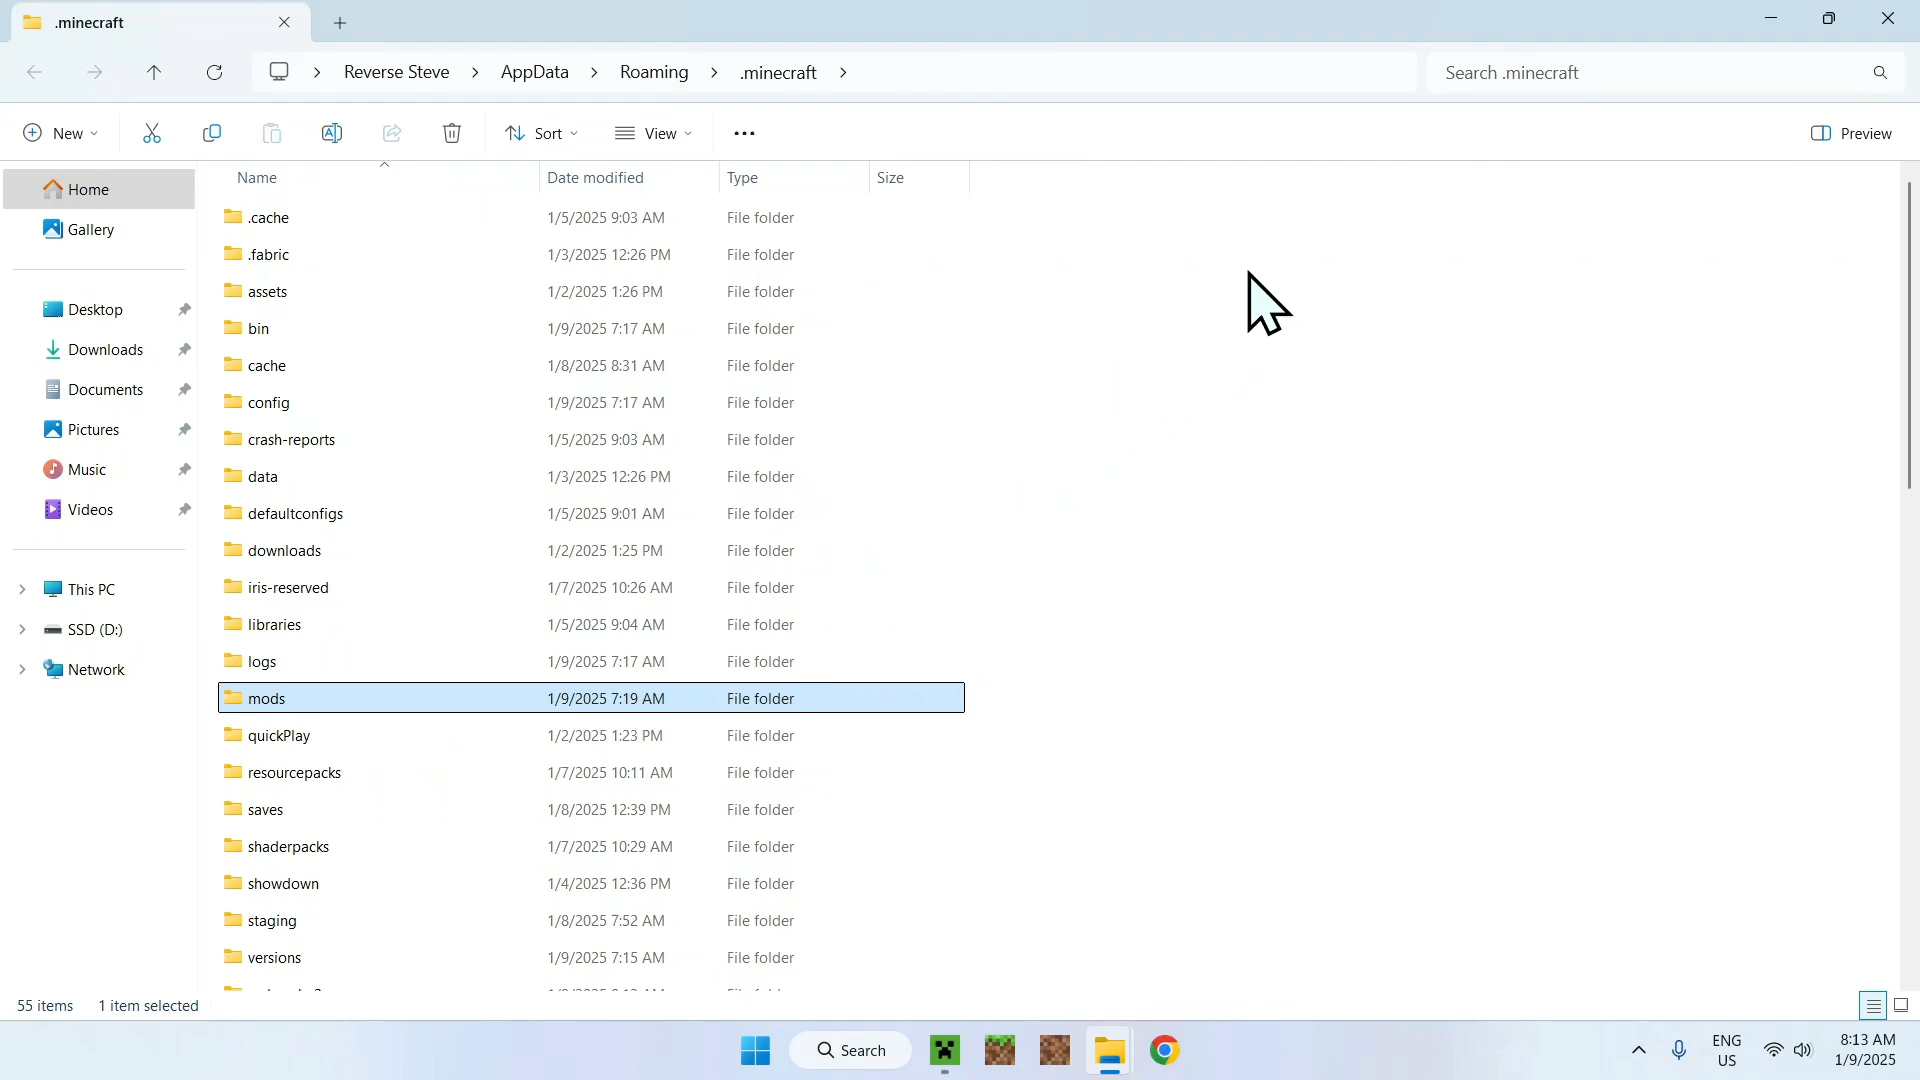 .minecraft
Reverse Steve AppData Roaming .minecraft
Search .minecraft
New Sort View Preview
Name Date modified Type Size
Home
Gallery
Desktop
Downloads
Documents
Pictures
Music
Videos
This PC
SSD (D:)
Network
.cache 1/5/2025 9:03 AM File folder
.fabric 1/3/2025 12:26 PM File folder
assets 1/2/2025 1:26 PM File folder
bin 1/9/2025 7:17 AM File folder
cache 1/8/2025 8:31 AM File folder
config 1/9/2025 7:17 AM File folder
crash-reports 1/5/2025 9:03 AM File folder
data 1/3/2025 12:26 PM File folder
defaultconfigs 1/5/2025 9:01 AM File folder
downloads 1/2/2025 1:25 PM File folder
iris-reserved 1/7/2025 10:26 AM File folder
libraries 1/5/2025 9:04 AM File folder
logs 1/9/2025 7:17 AM File folder
mods 1/9/2025 7:19 AM File folder
quickPlay 1/2/2025 1:23 PM File folder
resourcepacks 1/7/2025 10:11 AM File folder
saves 1/8/2025 12:39 PM File folder
shaderpacks 1/7/2025 10:29 AM File folder
showdown 1/4/2025 12:36 PM File folder
staging 1/8/2025 7:52 AM File folder
versions 1/9/2025 7:15 AM File folder
55 items 1 item selected
Search
ENG
US
8:13 AM
1/9/2025